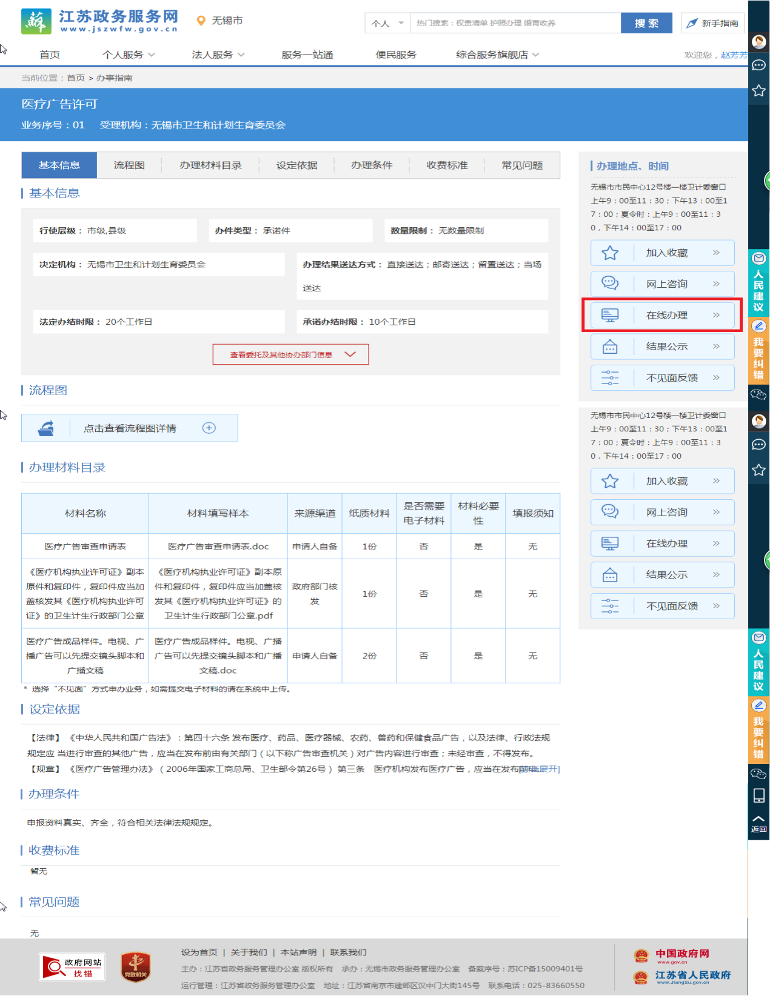 江苏政务服务网
www.jszwfw.gov.cn
无锡市
个人
热门搜索：权责清单 护照办理 婚育收养
搜 索
新手指南
首页
个人服务
法人服务
服务一站通
便民服务
综合服务旗舰店
欢迎您，赵芳芳
当前位置：首页 > 办事指南
医疗广告许可
业务序号：01 受理机构：无锡市卫生和计划生育委员会
基本信息
流程图
办理材料目录
设定依据
办理条件
收费标准
常见问题
基本信息
行使层级： 市级,县级
办件类型： 承诺件
数量限制： 无数量限制
决定机构： 无锡市卫生和计划生育委员会
办理结果送达方式： 直接送达；邮寄送达；留置送达；当场
送达
法定办结时限： 20个工作日
承诺办结时限： 10个工作日
查看委托及其他协办部门信息
流程图
点击查看流程图详情
办理材料目录
材料名称
材料填写样本
来源渠道
纸质材料
是否需要
电子材料
材料必要
性
填报须知
医疗广告审查申请表
医疗广告审查申请表.doc
申请人自备
1份
否
是
无
《医疗机构执业许可证》副本
原件和复印件，复印件应当加
盖核发其《医疗机构执业许可
证》的卫生计生行政部门公章
《医疗机构执业许可证》副本原
件和复印件，复印件应当加盖核
发其《医疗机构执业许可证》的
卫生计生行政部门公章.pdf
政府部门核
发
1份
否
是
无
医疗广告成品样件。电视、广
播广告可以先提交镜头脚本和
广播文稿
医疗广告成品样件。电视、广播
广告可以先提交镜头脚本和广播
文稿.doc
申请人自备
2份
否
是
无
* 选择“不见面”方式申办业务，如需提交电子材料的请在系统中上传。
设定依据
【法律】 《中华人民共和国广告法》：第四十六条 发布医疗、药品、医疗器械、农药、兽药和保健食品广告，以及法律、行政法规
规定应 当进行审查的其他广告，应当在发布前由有关部门（以下称广告审查机关）对广告内容进行审查；未经审查，不得发布。
【规章】 《医疗广告管理办法》（2006年国家工商总局、卫生部令第26号）第三条 医疗机构发布医疗广告，应当在发布前申
展开]
办理条件
申报资料真实、齐全，符合相关法律法规规定。
收费标准
暂无
常见问题
无
办理地点、时间
无锡市市民中心12号楼一楼卫计委窗口
上午9：00至11：30；下午13：00至1
7：00；夏令时：上午9：00至11：3
0，下午14：00至17：00
加入收藏
网上咨询
在线办理
结果公示
不见面反馈
无锡市市民中心12号楼一楼卫计委窗口
上午9：00至11：30；下午13：00至1
7：00；夏令时：上午9：00至11：3
0，下午14：00至17：00
加入收藏
网上咨询
在线办理
结果公示
不见面反馈
人民建议
我要纠错
人民建议
我要纠错
返回
政府网站
找错
党政机关
设为首页 | 关于我们 | 本站声明 | 联系我们
主办：江苏省政务服务管理办公室 版权所有 承办：无锡市政务服务管理办公室 备案序号：苏ICP备15009401号
运行管理：江苏省政务服务管理办公室 地址：江苏省南京市建邺区汉中门大街145号 联系电话：025-83660550
中国政府网
www.gov.cn
江苏省人民政府
www.JiangSu.gov.cn